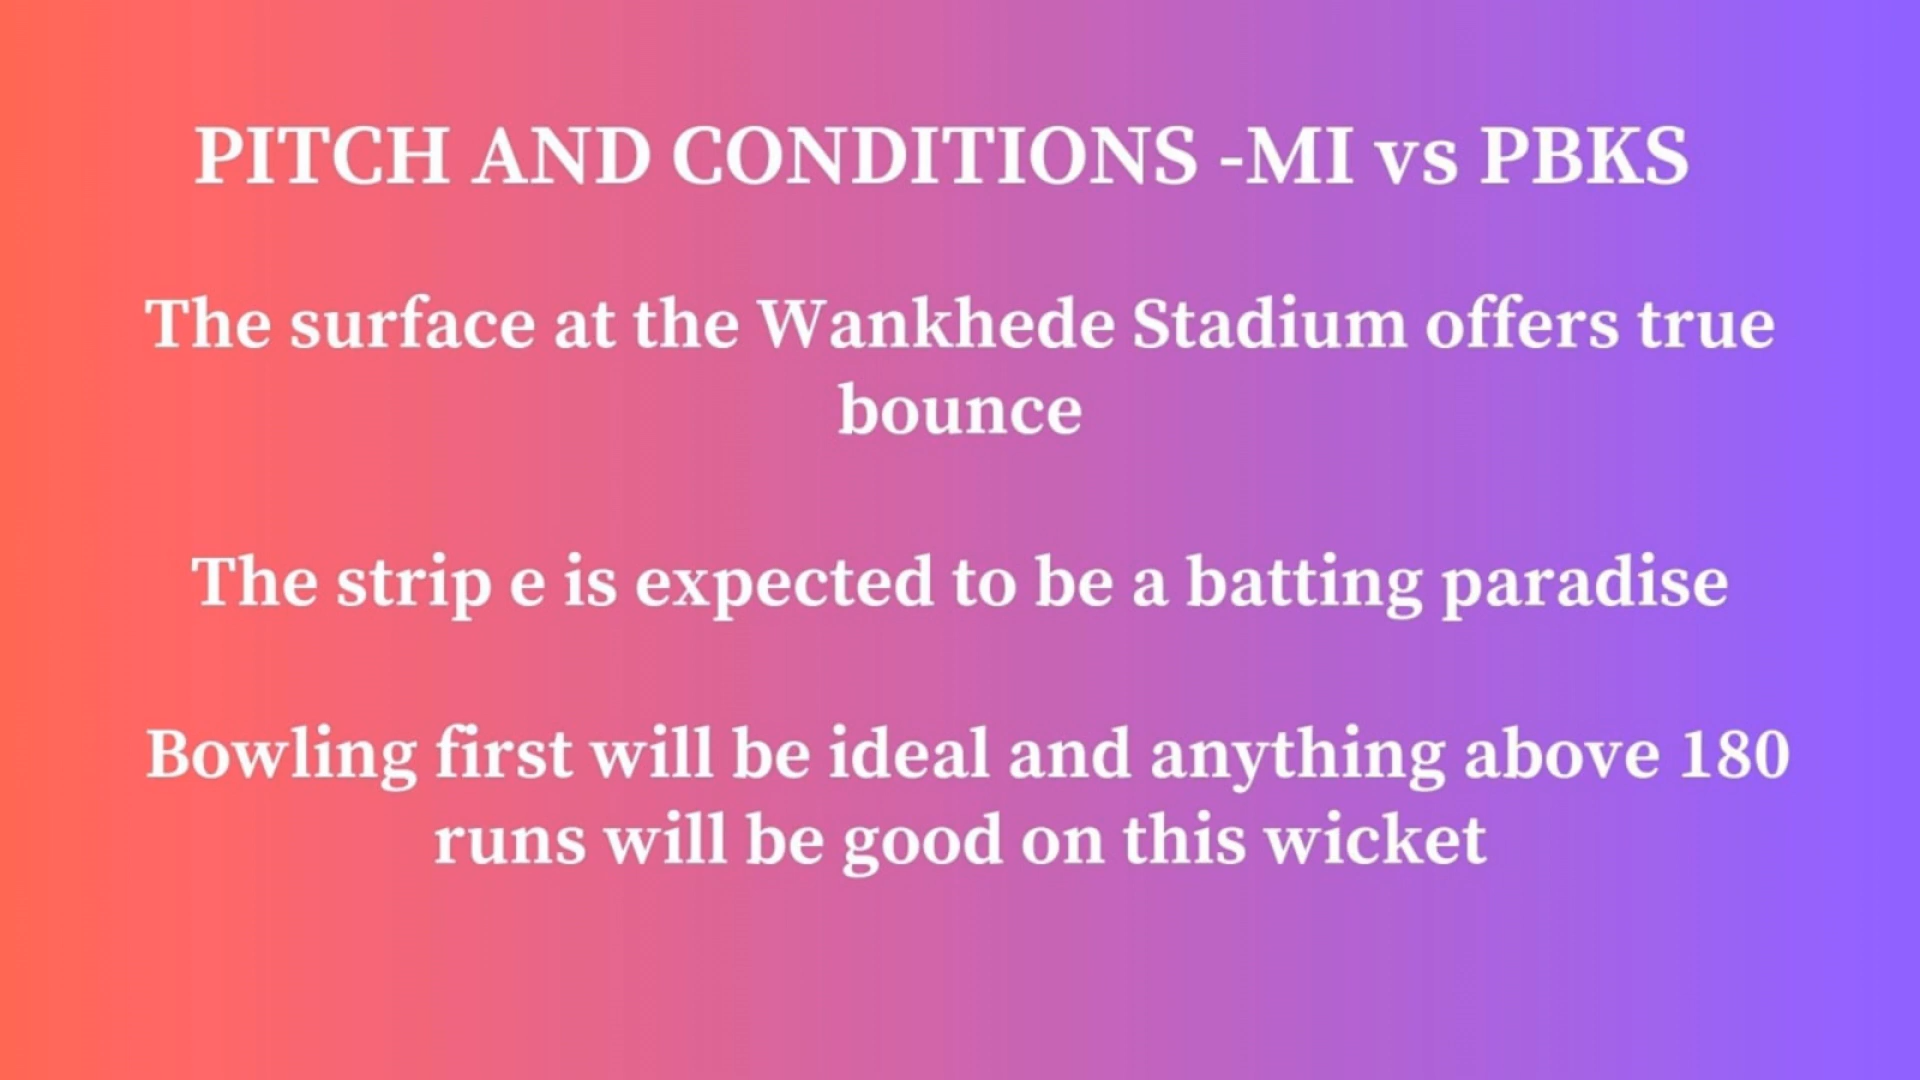 PITCH AND CONDITIONS -MI vs PBKS
The surface at the Wankhede Stadium offers true
bounce
The strip e is expected to be a batting paradise
Bowling first will be ideal and anything above 180
runs will be good on this wicket